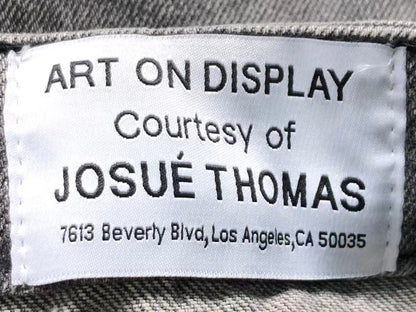 ART ON DISPLAY
Courtesy of
JOSUÉ THOMAS
7613 Beverly Blvd, Los Angeles,CA 50035